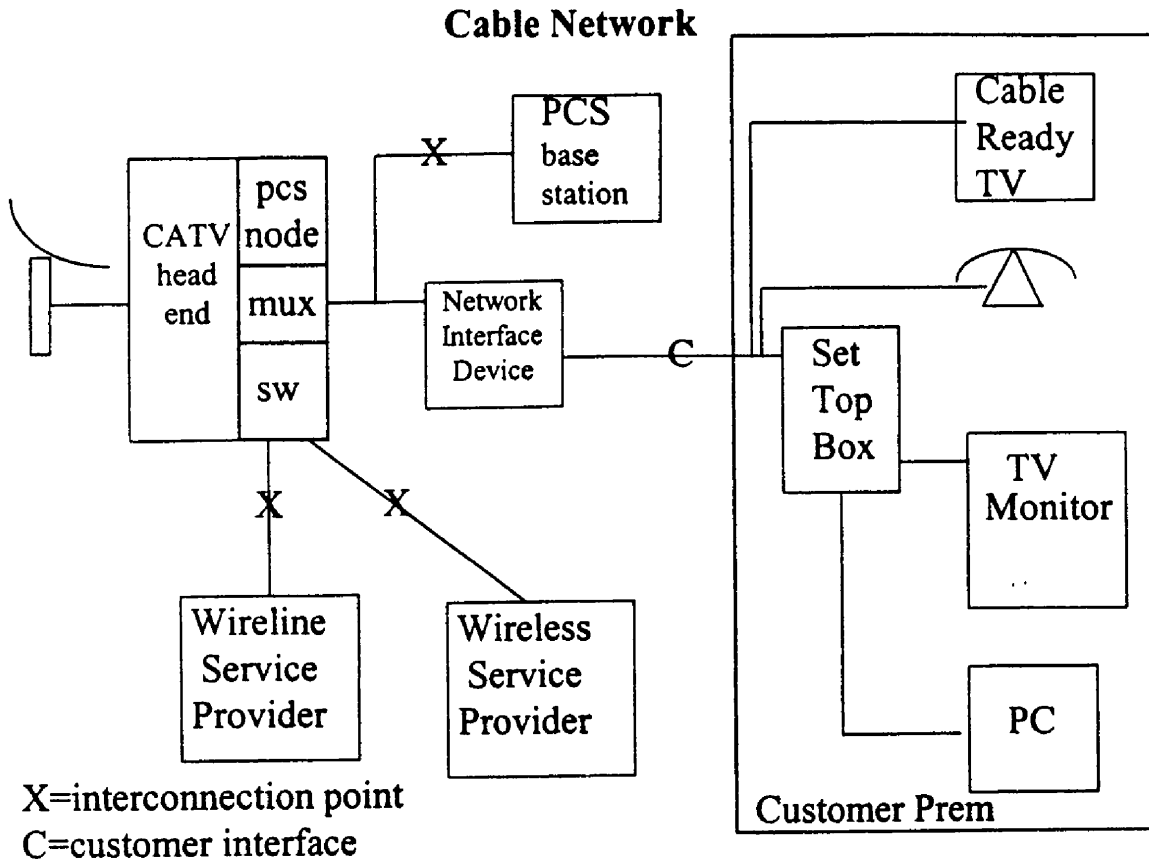 Cable Network
CATV
head
end
pcs
node
mux
sw
X
PCS
base
station
Network
Interface
Device
C
X
X
Wireline
Service
Provider
Wireless
Service
Provider
Cable
Ready
TV
Set
Top
Box
TV
Monitor
PC
Customer Prem
X=interconnection point
C=customer interface